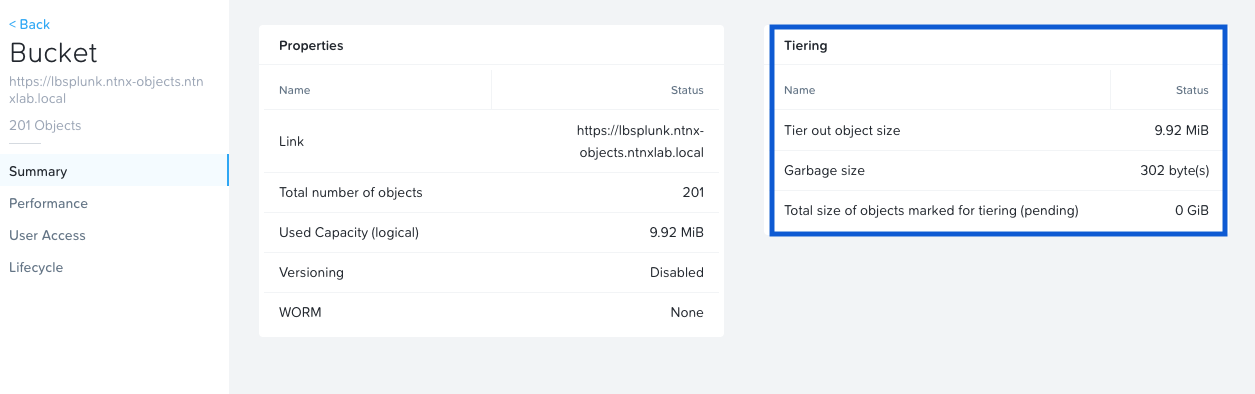 < Back
Bucket
https://lbsplunk.ntnx-objects.ntn
xlab.local
201 Objects
Summary
Performance
User Access
Lifecycle
Properties
Name Status
Link https://lbsplunk.ntnx-
objects.ntnxlab.local
Total number of objects 201
Used Capacity (logical) 9.92 MiB
Versioning Disabled
WORM None
Tiering
Name Status
Tier out object size 9.92 MiB
Garbage size 302 byte(s)
Total size of objects marked for tiering (pending) 0 GiB